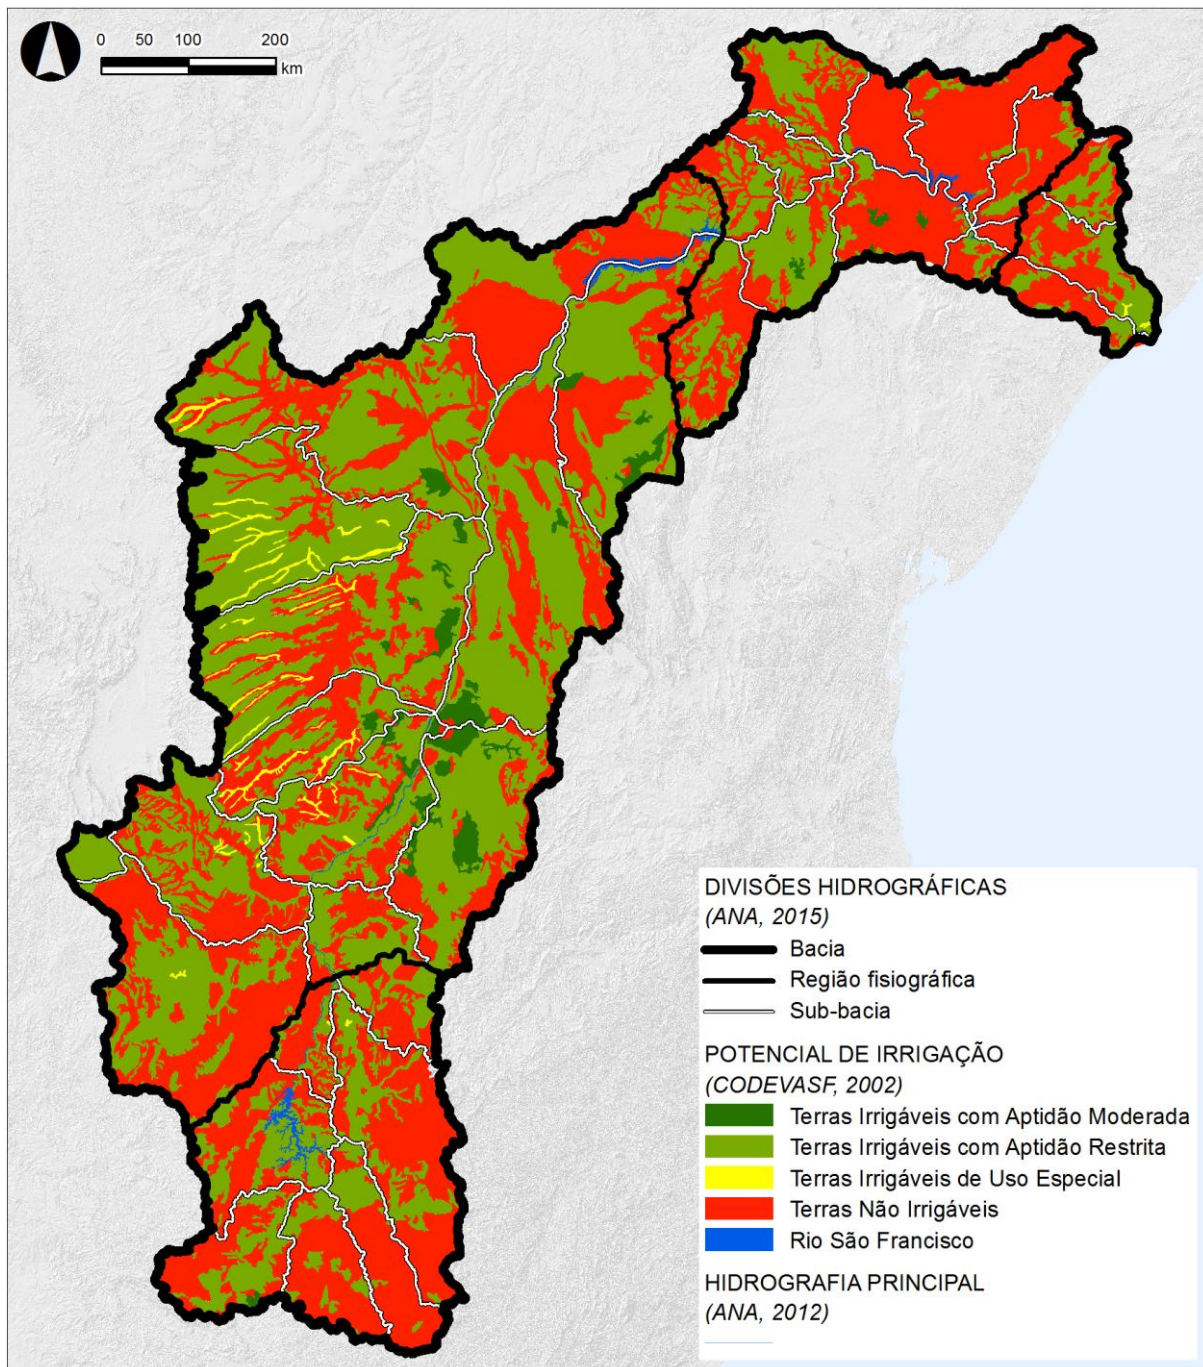 0 50 100 200
km
DIVISÕES HIDROGRÁFICAS
(ANA, 2015)
Bacia
Região fisiográfica
Sub-bacia
POTENCIAL DE IRRIGAÇÃO
(CODEVASF, 2002)
Terras Irrigáveis com Aptidão Moderada
Terras Irrigáveis com Aptidão Restrita
Terras Irrigáveis de Uso Especial
Terras Não Irrigáveis
Rio São Francisco
HIDROGRAFIA PRINCIPAL
(ANA, 2012)